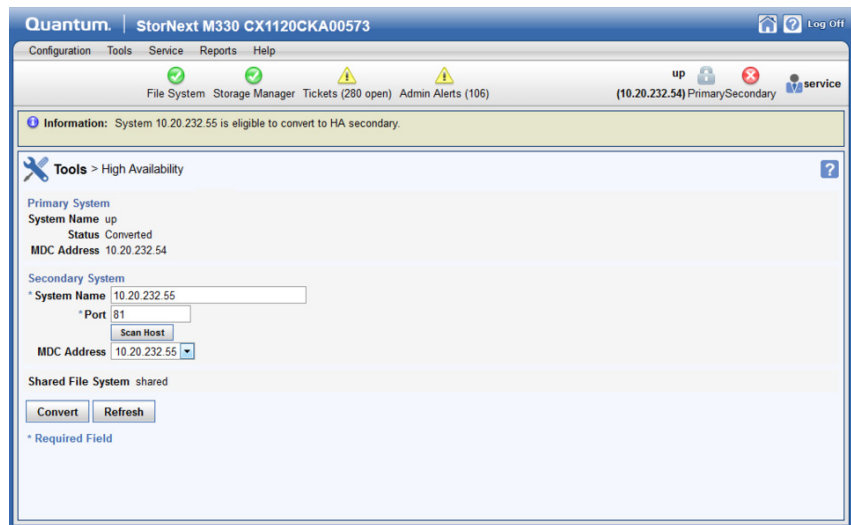 Quantum. | StorNext M330 CX1120CKA00573
? Log Off
Configuration Tools Service Reports Help
File System Storage Manager Tickets (280 open) Admin Alerts (106)
up
(10.20.232.54) Primary Secondary
service
Information: System 10.20.232.55 is eligible to convert to HA secondary.
Tools > High Availability
?
Primary System
System Name up
Status Converted
MDC Address 10.20.232.54
Secondary System
* System Name 10.20.232.55
* Port 81
Scan Host
MDC Address 10.20.232.55
Shared File System shared
Convert Refresh
* Required Field